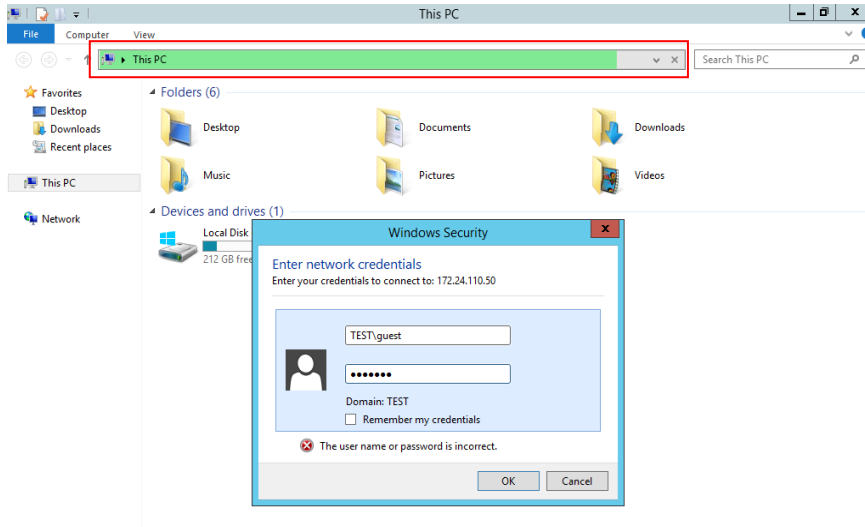 This PC
File Computer View
This PC
Search This PC
Favorites
Desktop
Downloads
Recent places
This PC
Network
Folders (6)
Desktop Documents Downloads
Music Pictures Videos
Devices and drives (1)
Local Disk
212 GB free
Windows Security
Enter network credentials
Enter your credentials to connect to: 172.24.110.50
TEST\guest
Domain: TEST
Remember my credentials
The user name or password is incorrect.
OK Cancel